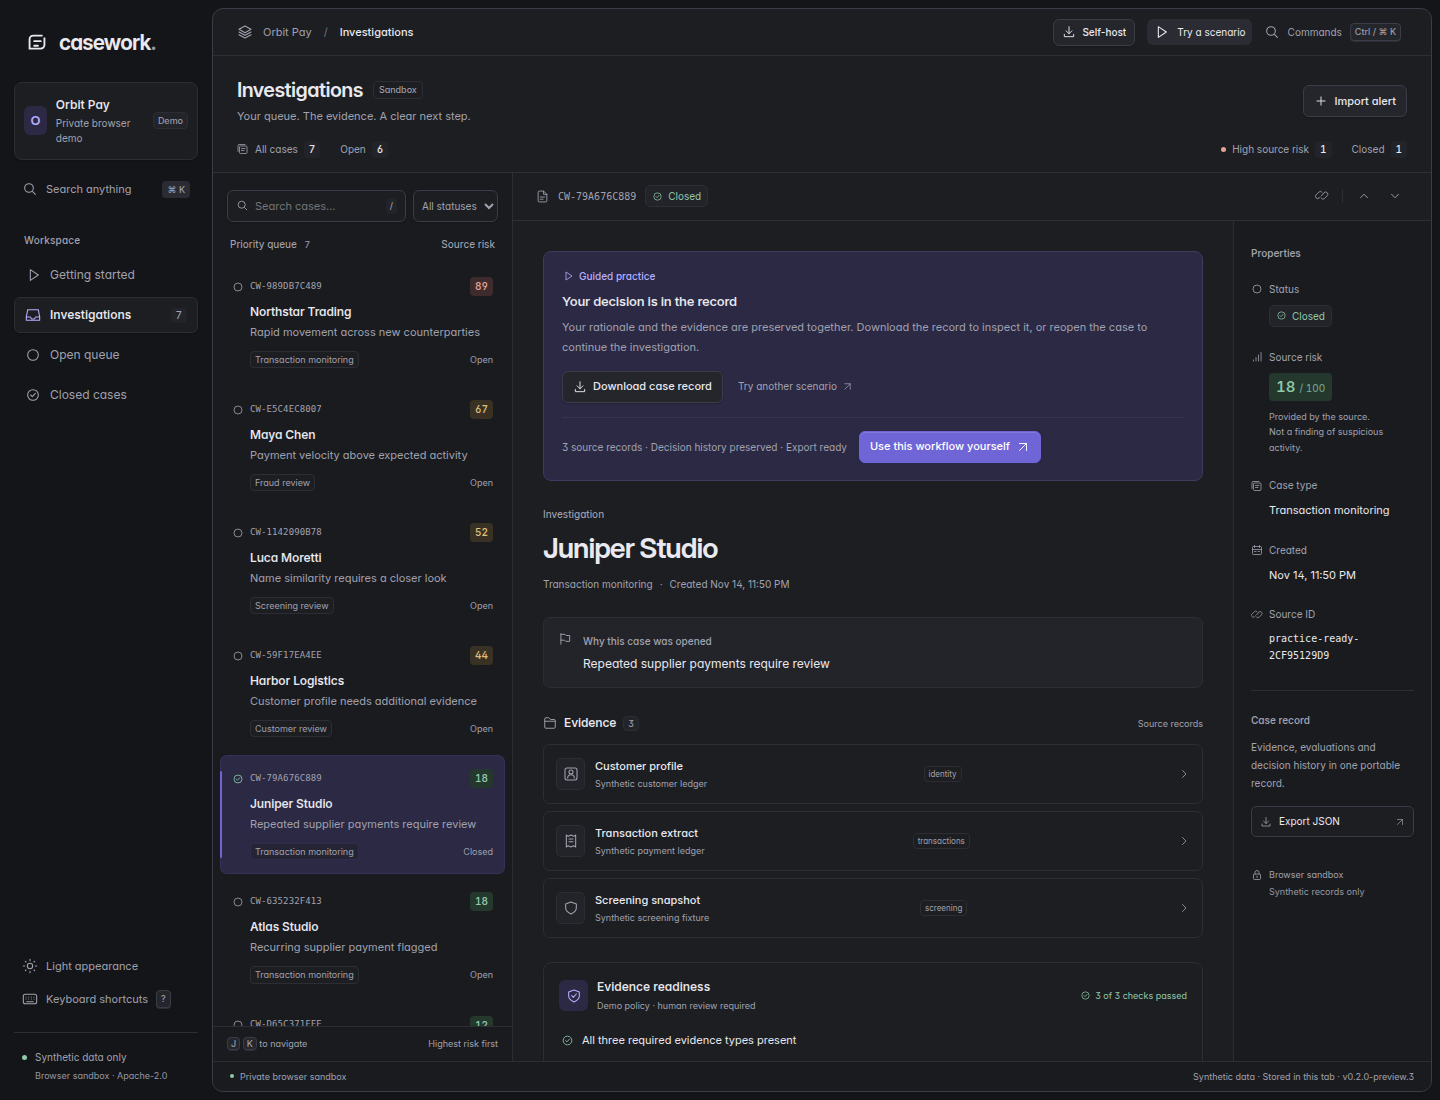 casework.
Orbit Pay
Private browser
demo
O
Demo
Search anything
⌘ K
Workspace
Getting started
Investigations
7
Open queue
Closed cases
Light appearance
Keyboard shortcuts
?
Synthetic data only
Browser sandbox · Apache-2.0
Orbit Pay / Investigations
Self-host
Try a scenario
Commands
Ctrl / ⌘ K
Investigations
Sandbox
Your queue. The evidence. A clear next step.
Import alert
All cases 7
Open 6
High source risk 1
Closed 1
Search cases...
/
All statuses
Priority queue 7
Source risk
CW-989DB7C489
89
Northstar Trading
Rapid movement across new counterparties
Transaction monitoring
Open
CW-E5C4EC8007
67
Maya Chen
Payment velocity above expected activity
Fraud review
Open
CW-1142090B78
52
Luca Moretti
Name similarity requires a closer look
Screening review
Open
CW-59F17EA4EE
44
Harbor Logistics
Customer profile needs additional evidence
Customer review
Open
CW-79A676C889
18
Juniper Studio
Repeated supplier payments require review
Transaction monitoring
Closed
CW-635232F413
18
Atlas Studio
Recurring supplier payment flagged
Transaction monitoring
Open
CW-D65C371FFF
12
J K to navigate
Highest risk first
CW-79A676C889
Closed
Guided practice
Your decision is in the record
Your rationale and the evidence are preserved together. Download the record to inspect it, or reopen the case to
continue the investigation.
Download case record
Try another scenario
3 source records · Decision history preserved · Export ready
Use this workflow yourself
Investigation
Juniper Studio
Transaction monitoring · Created Nov 14, 11:50 PM
Why this case was opened
Repeated supplier payments require review
Evidence 3
Source records
Customer profile
Synthetic customer ledger
identity
Transaction extract
Synthetic payment ledger
transactions
Screening snapshot
Synthetic screening fixture
screening
Evidence readiness
Demo policy · human review required
3 of 3 checks passed
All three required evidence types present
Properties
Status
Closed
Source risk
18 / 100
Provided by the source.
Not a finding of suspicious
activity.
Case type
Transaction monitoring
Created
Nov 14, 11:50 PM
Source ID
practice-ready-
2CF95129D9
Case record
Evidence, evaluations and
decision history in one portable
record.
Export JSON
Browser sandbox
Synthetic records only
Private browser sandbox
Synthetic data · Stored in this tab · v0.2.0-preview.3